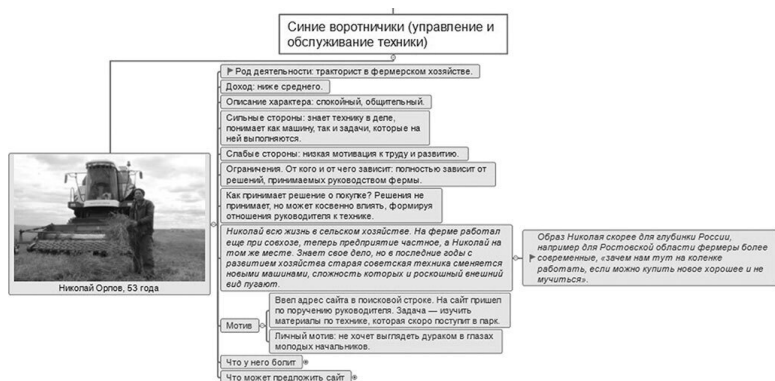 Синие воротнички (управление и
обслуживание техники)
Род деятельности: тракторист в фермерском хозяйстве.
Доход: ниже среднего.
Описание характера: спокойный, общительный.
Сильные стороны: знает технику в деле,
понимает как машину, так и задачи, которые на
ней выполняются.
Слабые стороны: низкая мотивация к труду и развитию.
Ограничения. От кого и от чего зависит: полностью зависит от
решений, принимаемых руководством фермы.
Как принимает решение о покупке? Решения не
принимает, но может косвенно влиять, формируя
отношения руководителя к технике.
Николай всю жизнь в сельском хозяйстве. На ферме работал
еще при совхозе, теперь предприятие частное, а Николай на
том же месте. Знает свое дело, но в последние годы с
развитием хозяйства старая советская техника сменяется
новыми машинами, сложность которых и роскошный внешний
вид пугают.
Образ Николая скорее для глубинки России,
например для Ростовской области фермеры более
современные, «зачем нам тут на коленке
работать, если можно купить новое хорошее и не
мучиться».
Николай Орлов, 53 года
Мотив
Ввел адрес сайта в поисковой строке. На сайт пришел
по поручению руководителя. Задача — изучить
материалы по технике, которая скоро поступит в парк.
Личный мотив: не хочет выглядеть дураком в глазах
молодых начальников.
Что у него болит
Что может предложить сайт